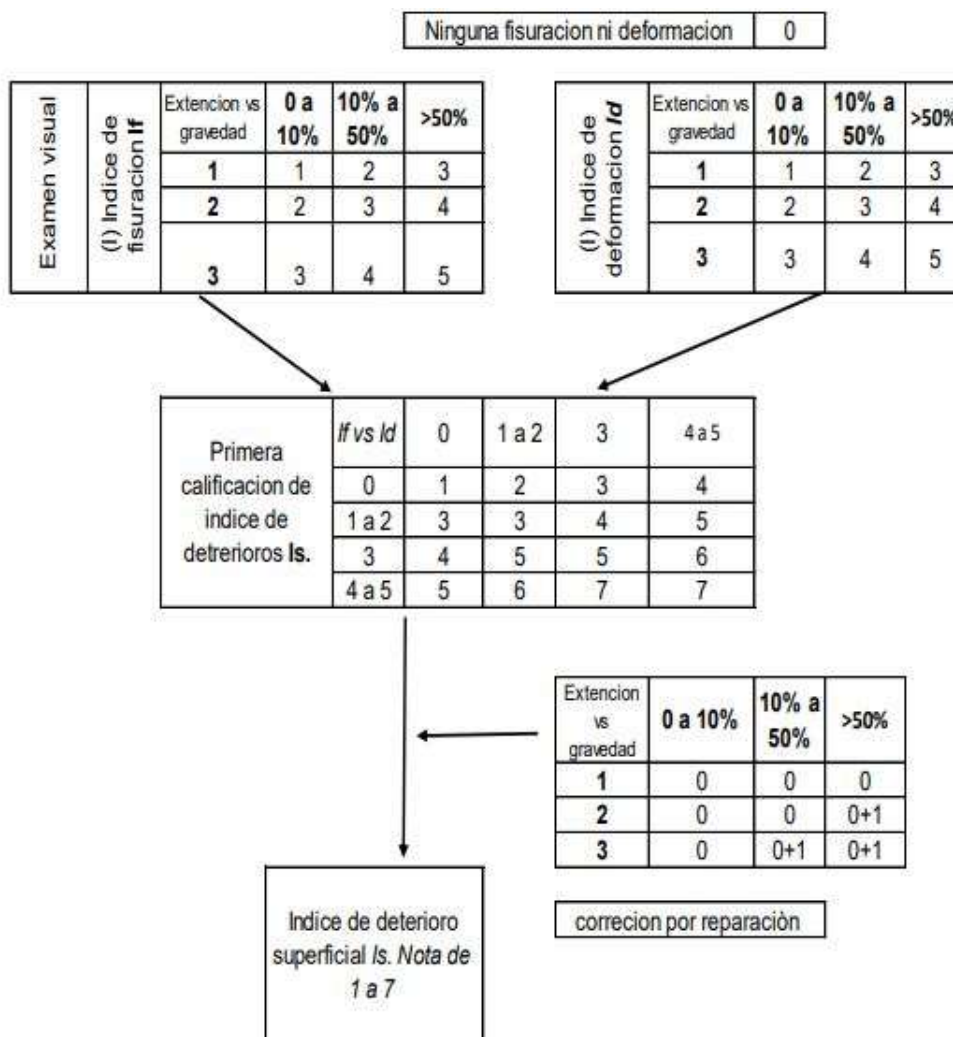 Ninguna fisuracion ni deformacion 0
Examen visual
(I) Indice de
fisuracion If
Extencion vs
gravedad
0 a
10%
10% a
50%
>50%
1 1 2 3
2 2 3 4
3 3 4 5
(I) Indice de
deformacion Id
Extencion vs
gravedad
0 a
10%
10% a
50%
>50%
1 1 2 3
2 2 3 4
3 3 4 5
Primera
calificacion de
indice de
detrerioros Is.
If vs Id 0 1 a 2 3 4 a 5
0 1 2 3 4
1 a 2 3 3 4 5
3 4 5 5 6
4 a 5 5 6 7 7
Extencion
vs
gravedad
0 a 10%
10% a
50%
>50%
1 0 0 0
2 0 0 0+1
3 0 0+1 0+1
correcion por reparaciòn
Indice de deterioro
superficial Is. Nota de
1 a 7